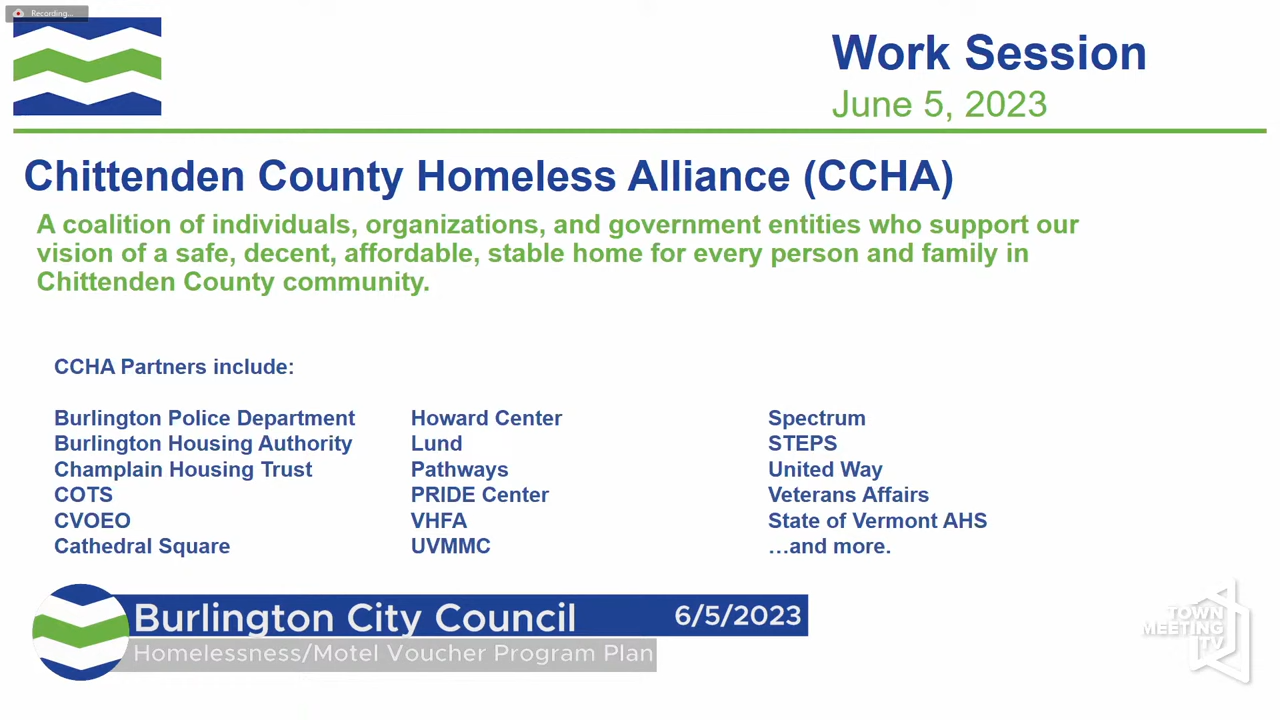 Recording...
Work Session
June 5, 2023
Chittenden County Homeless Alliance (CCHA)
A coalition of individuals, organizations, and government entities who support our
vision of a safe, decent, affordable, stable home for every person and family in
Chittenden County community.
CCHA Partners include:
Burlington Police Department
Burlington Housing Authority
Champlain Housing Trust
COTS
CVOEO
Cathedral Square
Howard Center
Lund
Pathways
PRIDE Center
VHFA
UVMMC
Spectrum
STEPS
United Way
Veterans Affairs
State of Vermont AHS
…and more.
Burlington City Council 6/5/2023
Homelessness/Motel Voucher Program Plan
TOWN
MEETING
TV